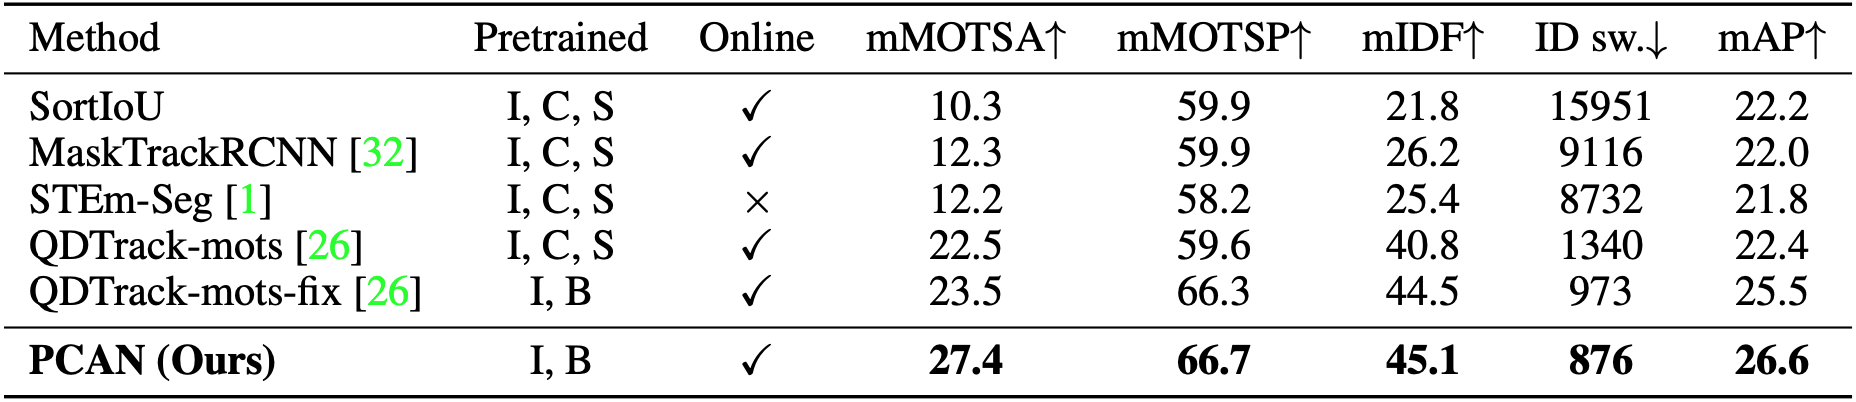 Method Pretrained Online mMOTSA↑ mMOTSP↑ mIDF↑ ID sw.↓ mAP↑
SortIoU I, C, S ✓ 10.3 59.9 21.8 15951 22.2
MaskTrackRCNN [32] I, C, S ✓ 12.3 59.9 26.2 9116 22.0
STEm-Seg [1] I, C, S × 12.2 58.2 25.4 8732 21.8
QDTrack-mots [26] I, C, S ✓ 22.5 59.6 40.8 1340 22.4
QDTrack-mots-fix [26] I, B ✓ 23.5 66.3 44.5 973 25.5
PCAN (Ours) I, B ✓ 27.4 66.7 45.1 876 26.6